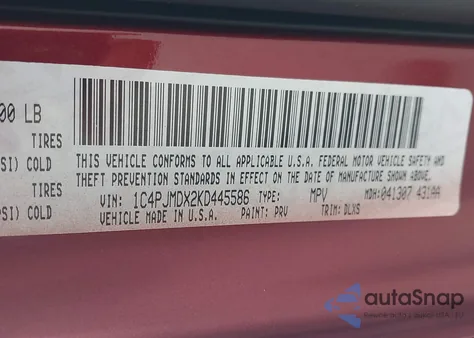 00 LB
TIRES
SI) COLD
TIRES
SI) COLD
THIS VEHICLE CONFORMS TO ALL APPLICABLE U.S.A. FEDERAL MOTOR VEHICLE SAFETY AND
THEFT PREVENTION STANDARDS IN EFFECT ON THE DATE OF MANUFACTURE SHOWN ABOVE.
VIN: 1C4PJMDX2KD445586 TYPE: MPV MDH:041307 431AA
VEHICLE MADE IN U.S.A. PAINT: PRV TRIM: DLXS
autoSnap